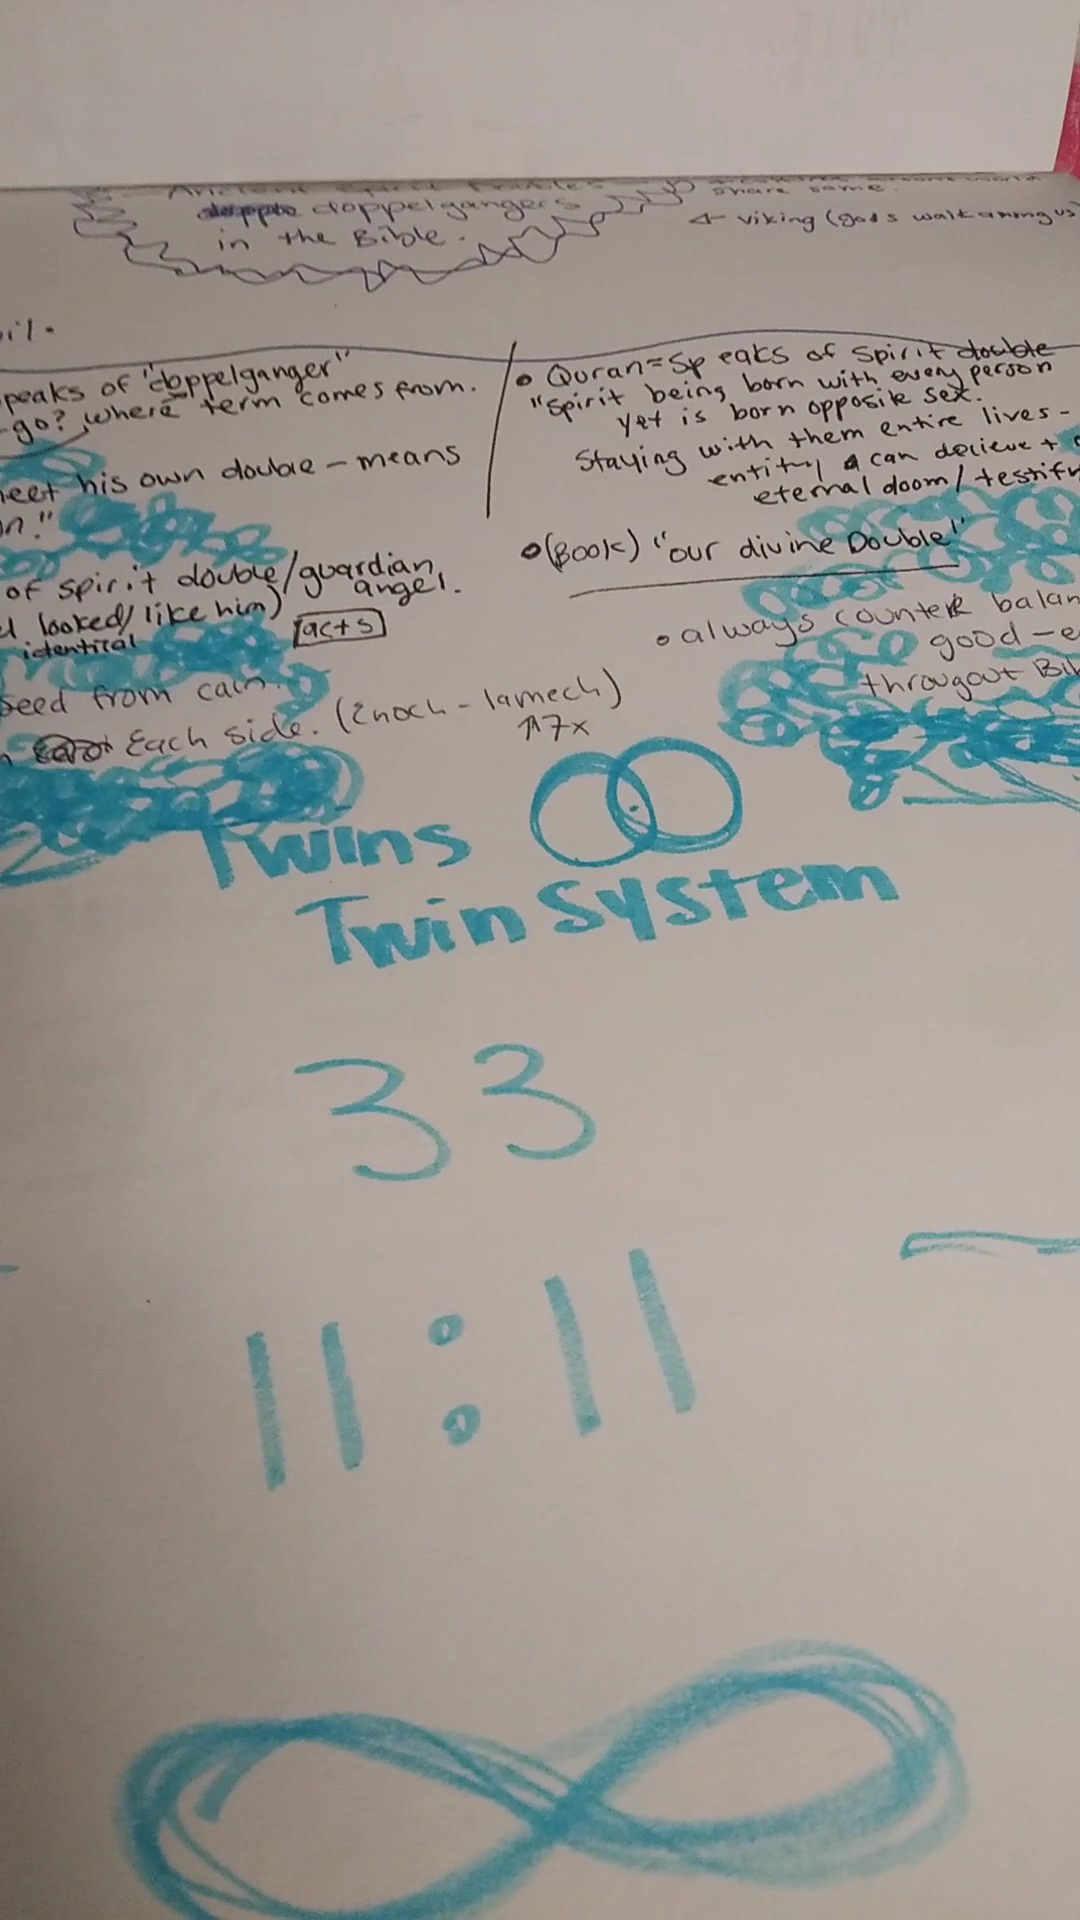 doppelgangers
in the Bible.
share same.
viking (gods walk among us)
peaks of "doppelganger"
go? where term comes from.
meet his own double - means
n."
of spirit double/guardian
angel.
looked/like him)
identical
acts
seed from cain.
Each side. (Enoch - lamech)
7x
Quran = Speaks of spirit double
"Spirit being born with every person
yet is born opposite sex.
Staying with them entire lives -
entity can decieve +
eternal doom/testify
(Book) "our divine Double"
always counter balan
good - e
througout Bib
Twins
Twin System
33
11:11